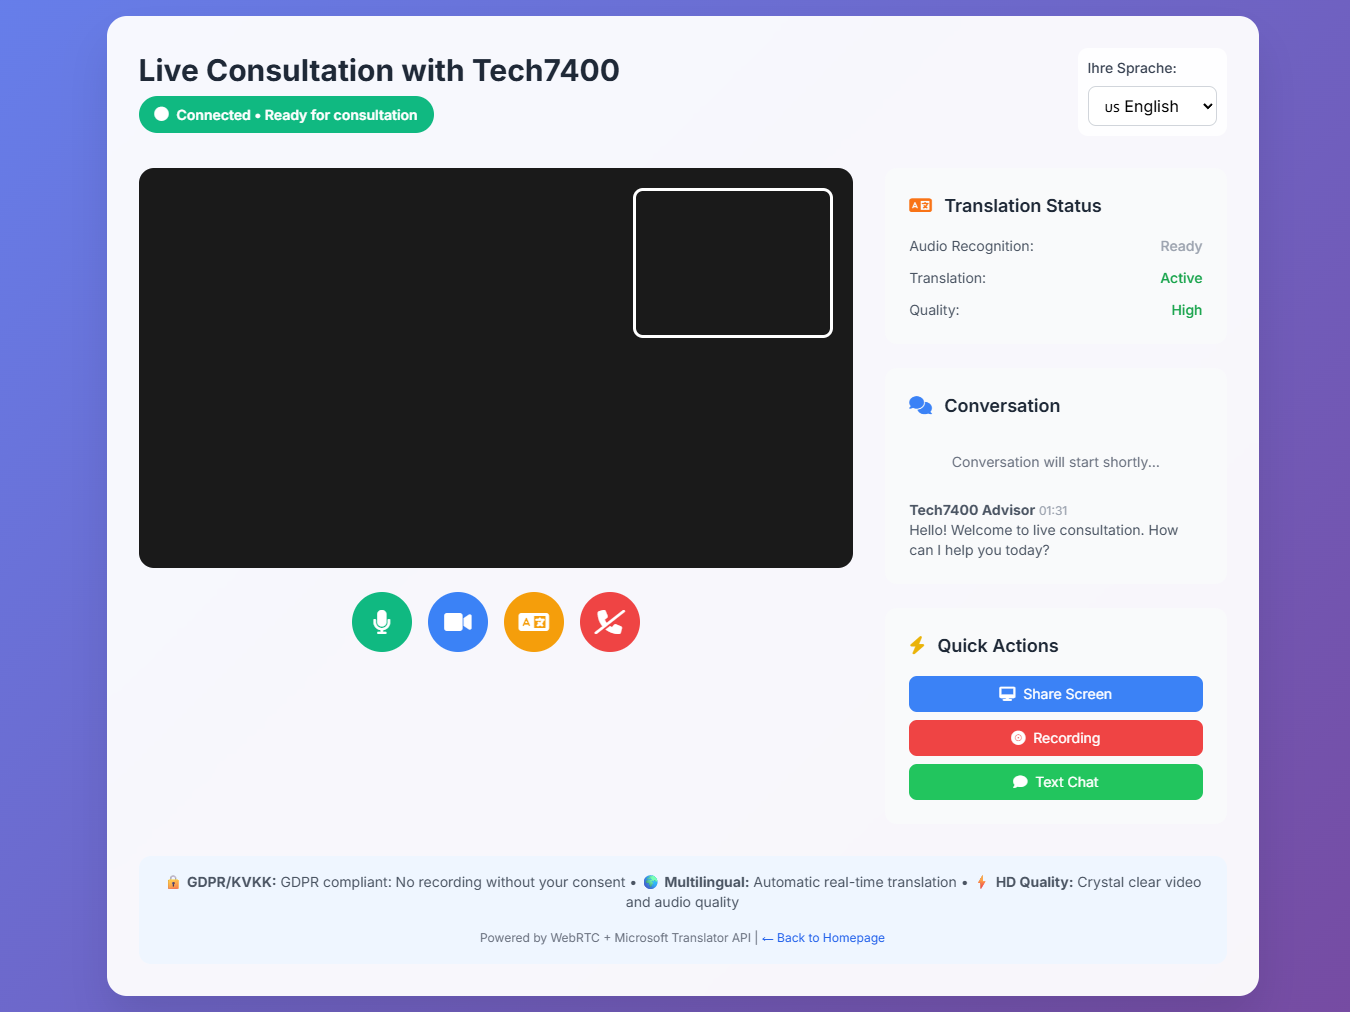 Live Consultation with Tech7400
Connected • Ready for consultation
Ihre Sprache:
us English
Translation Status
Audio Recognition: Ready
Translation: Active
Quality: High
Conversation
Conversation will start shortly...
Tech7400 Advisor 01:31
Hello! Welcome to live consultation. How
can I help you today?
Quick Actions
Share Screen
Recording
Text Chat
🔒 GDPR/KVKK: GDPR compliant: No recording without your consent • 🌍 Multilingual: Automatic real-time translation • ⚡ HD Quality: Crystal clear video
and audio quality
Powered by WebRTC + Microsoft Translator API | ← Back to Homepage